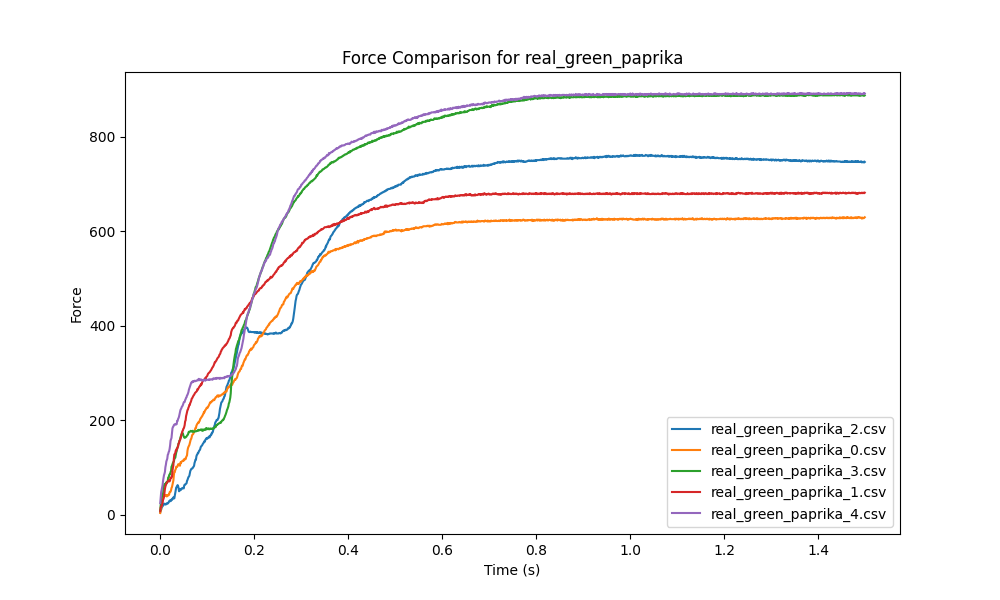 Force Comparison for real_green_paprika
Force
800
600
400
200
0
0.0 0.2 0.4 0.6 0.8 1.0 1.2 1.4
Time (s)
real_green_paprika_2.csv
real_green_paprika_0.csv
real_green_paprika_3.csv
real_green_paprika_1.csv
real_green_paprika_4.csv